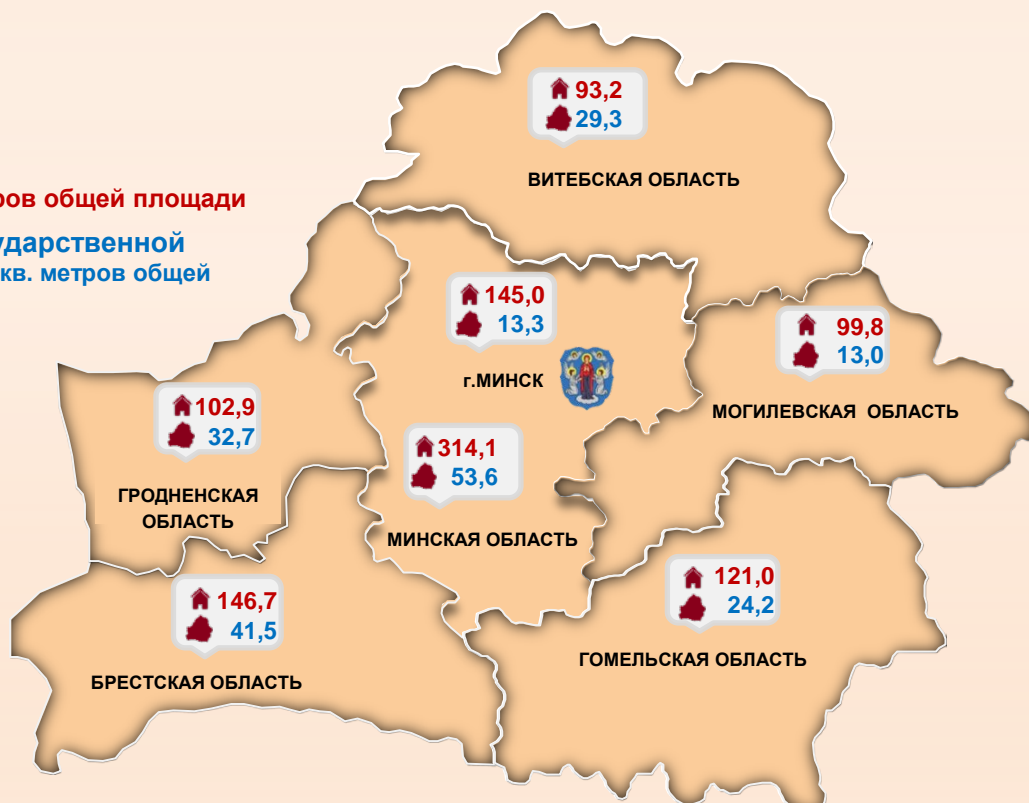 93,2
29,3
ВИТЕБСКАЯ ОБЛАСТЬ
ров общей площади
ударственной
кв. метров общей
145,0
13,3
г.МИНСК
99,8
13,0
МОГИЛЕВСКАЯ ОБЛАСТЬ
102,9
32,7
ГРОДНЕНСКАЯ
ОБЛАСТЬ
314,1
53,6
МИНСКАЯ ОБЛАСТЬ
146,7
41,5
БРЕСТСКАЯ ОБЛАСТЬ
121,0
24,2
ГОМЕЛЬСКАЯ ОБЛАСТЬ